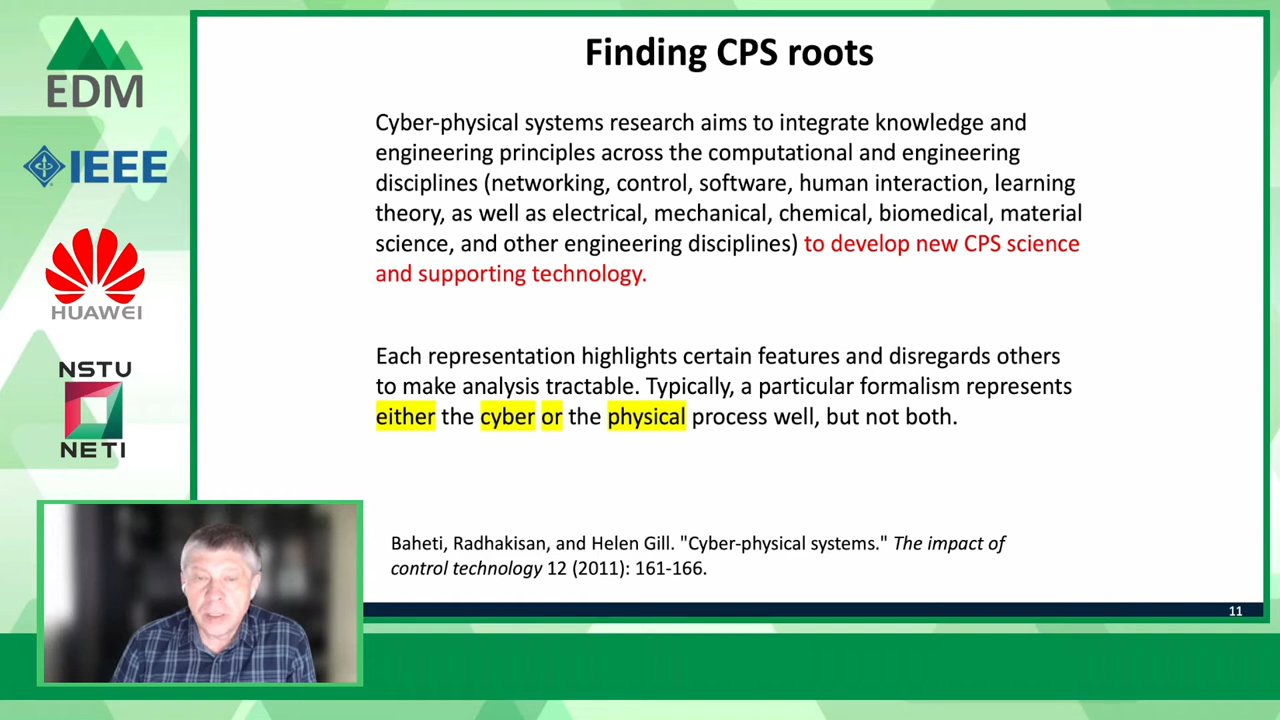 EDM
IEEE
HUAWEI
NSTU
NETI
Finding CPS roots
Cyber-physical systems research aims to integrate knowledge and
engineering principles across the computational and engineering
disciplines (networking, control, software, human interaction, learning
theory, as well as electrical, mechanical, chemical, biomedical, material
science, and other engineering disciplines) to develop new CPS science
and supporting technology.
Each representation highlights certain features and disregards others
to make analysis tractable. Typically, a particular formalism represents
either the cyber or the physical process well, but not both.
Baheti, Radhakisan, and Helen Gill. "Cyber-physical systems." The impact of
control technology 12 (2011): 161-166.
11